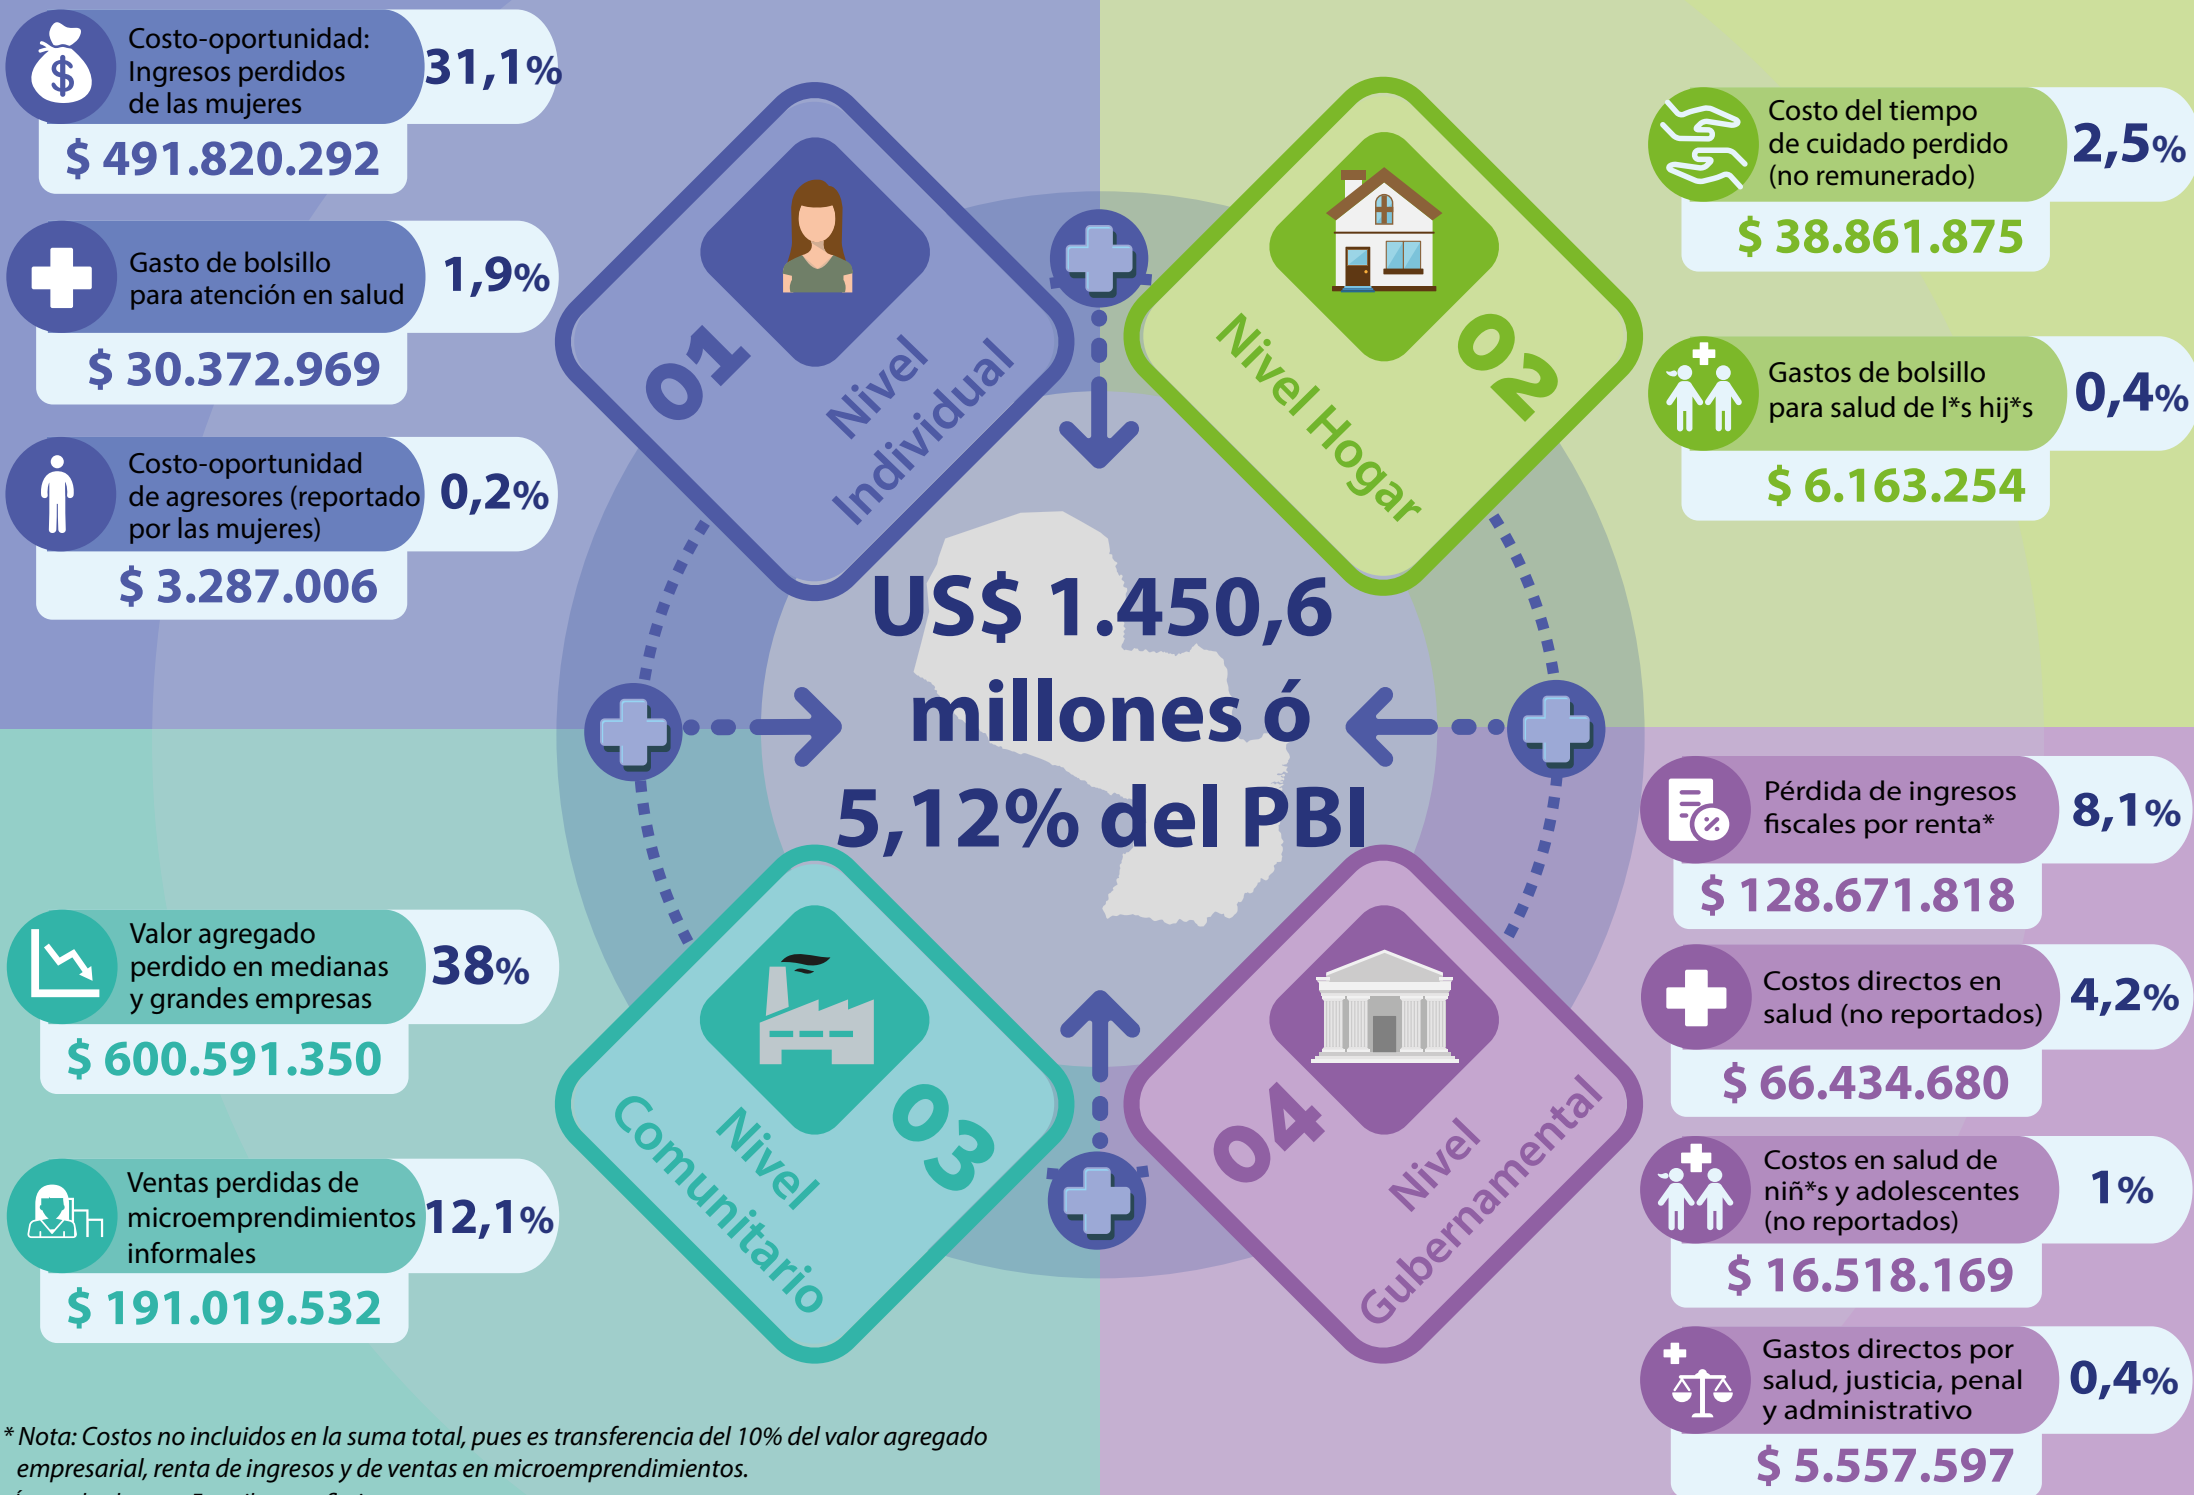 Costo-oportunidad:
Ingresos perdidos
de las mujeres
31,1%
$ 491.820.292
Gasto de bolsillo
para atención en salud
1,9%
$ 30.372.969
Costo-oportunidad
de agresores (reportado
por las mujeres)
0,2%
$ 3.287.006
01
Nivel
Individual
02
Nivel Hogar
Costo del tiempo
de cuidado perdido
(no remunerado)
2,5%
$ 38.861.875
Gastos de bolsillo
para salud de l*s hij*s
0,4%
$ 6.163.254
US$ 1.450,6
millones ó
5,12% del PBI
Valor agregado
perdido en medianas
y grandes empresas
38%
$ 600.591.350
Ventas perdidas de
microemprendimientos
informales
12,1%
$ 191.019.532
03
Nivel
Comunitario
04
Nivel
Gubernamental
Pérdida de ingresos
fiscales por renta*
8,1%
$ 128.671.818
Costos directos en
salud (no reportados)
4,2%
$ 66.434.680
Costos en salud de
niñ*s y adolescentes
(no reportados)
1%
$ 16.518.169
Gastos directos por
salud, justicia, penal
y administrativo
0,4%
$ 5.557.597
* Nota: Costos no incluidos en la suma total, pues es transferencia del 10% del valor agregado
empresarial, renta de ingresos y de ventas en microemprendimientos.